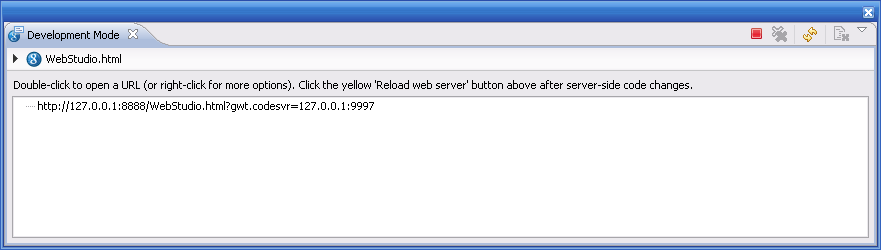 Development Mode
WebStudio.html
Double-click to open a URL (or right-click for more options). Click the yellow 'Reload web server' button above after server-side code changes.
http://127.0.0.1:8888/WebStudio.html?gwt.codesvr=127.0.0.1:9997